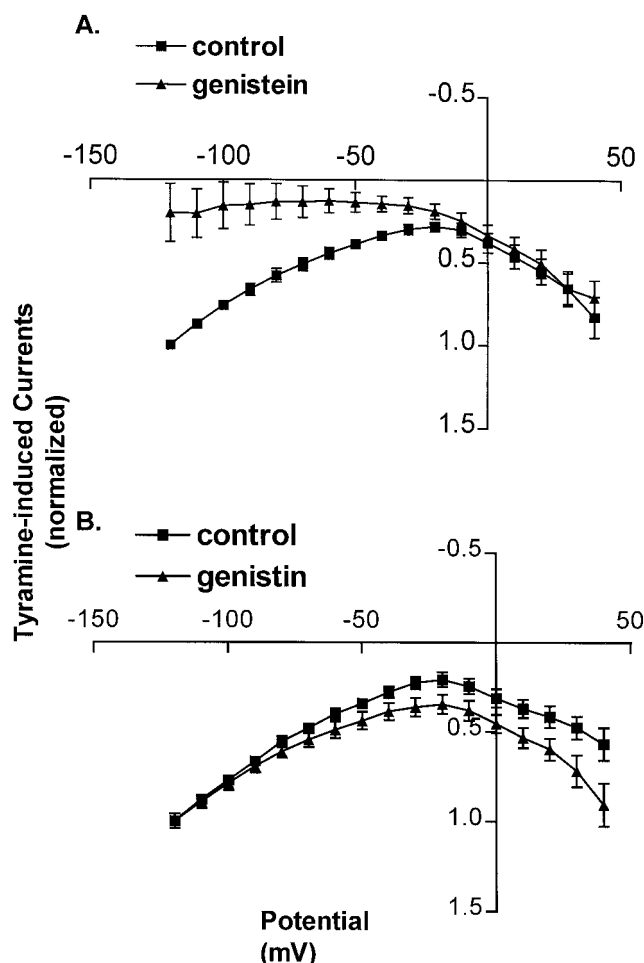 A.
control
genistein
-0.5
-150
-100
-50
50
0.5
1.0
1.5
Tyramine-induced Currents
(normalized)
B.
control
genistin
-0.5
-150
-100
-50
50
0.5
1.0
1.5
Potential
(mV)